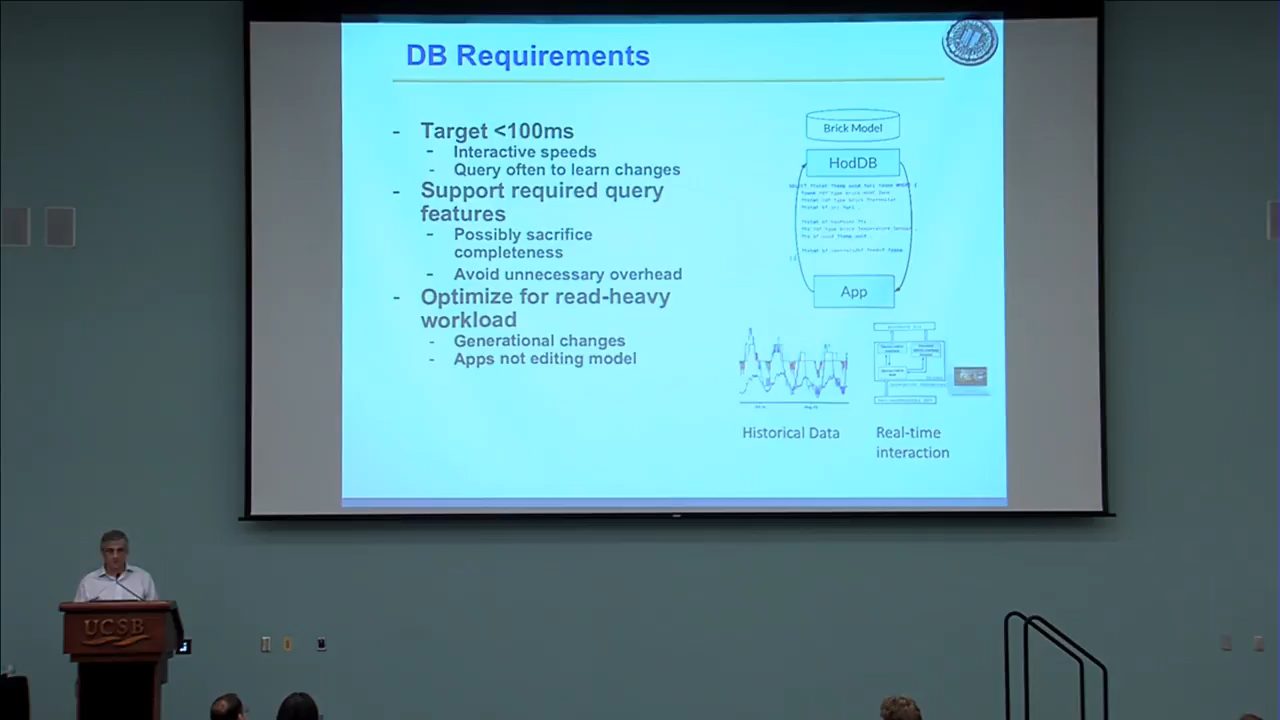 DB Requirements
- Target <100ms
- Interactive speeds
- Query often to learn changes
- Support required query
features
- Possibly sacrifice
completeness
- Avoid unnecessary overhead
- Optimize for read-heavy
workload
- Generational changes
- Apps not editing model
Brick Model
HodDB
App
Historical Data
Real-time
interaction
UCSB